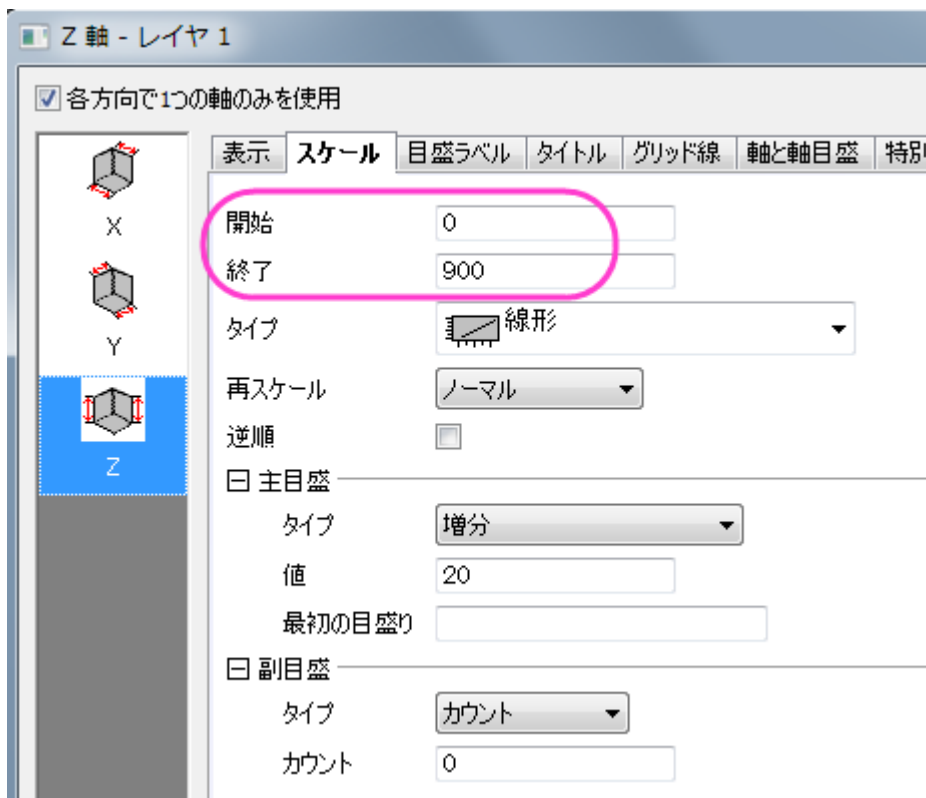 Z 軸 - レイヤ 1
各方向で1つの軸のみを使用
表示 スケール 目盛ラベル タイトル グリッド線 軸と軸目盛 特別
X
Y
Z
開始 0
終了 900
タイプ 線形
再スケール ノーマル
逆順
主目盛
タイプ 増分
値 20
最初の目盛り
副目盛
タイプ カウント
カウント 0